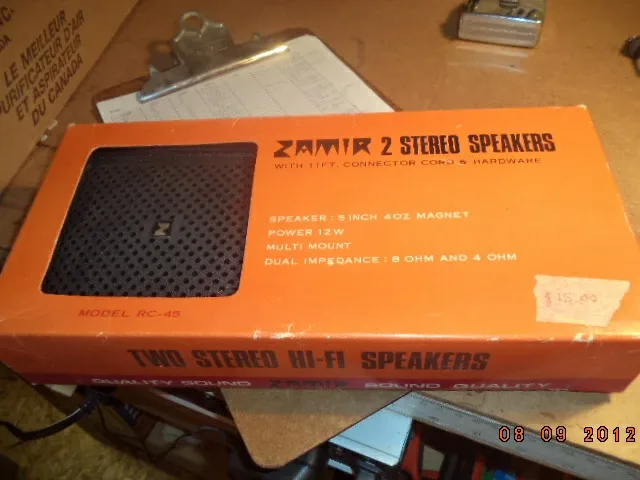 LE MEILLEUR
PURIFICATEUR D'AIR
ET ASPIRATEUR
DU CANADA
ZAMIR 2 STEREO SPEAKERS
WITH 11FT. CONNECTOR CORD & HARDWARE
SPEAKER : 5 INCH 4OZ MAGNET
POWER 12W
MULTI MOUNT
DUAL IMPEDANCE : 8 OHM AND 4 OHM
Z
MODEL RC-45
$15.00
TWO STEREO HI-FI SPEAKERS
QUALITY SOUND ZAMIR SOUND QUALITY
08 09 2012